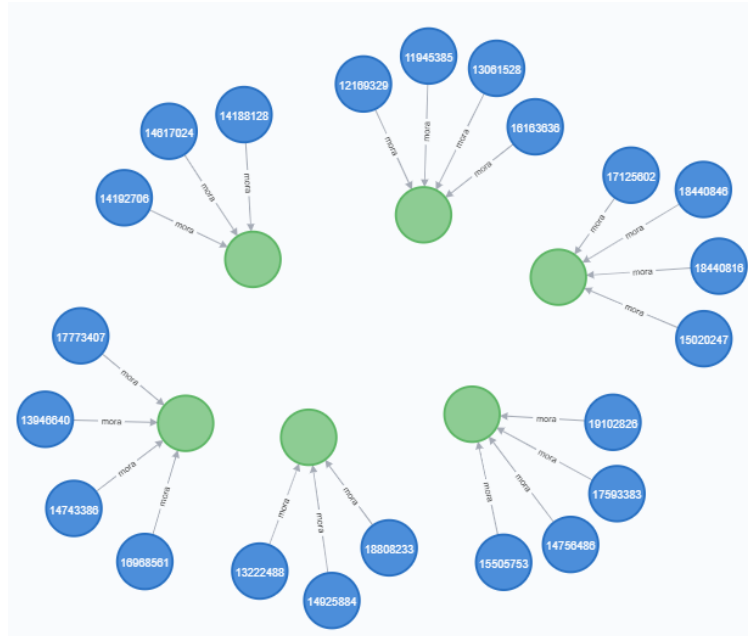 11945385
13061528
12169329
14188128
16163636
14617024
mora
mora
mora
mora
17125602
18440846
14192706
mora
mora
mora
mora
mora
18440816
mora
mora
17773407
15020247
mora
13946640
mora
mora
19102826
mora
mora
mora
17593383
14743386
mora
mora
mora
mora
mora
14756486
18808233
16968561
15505753
13222488
14925884